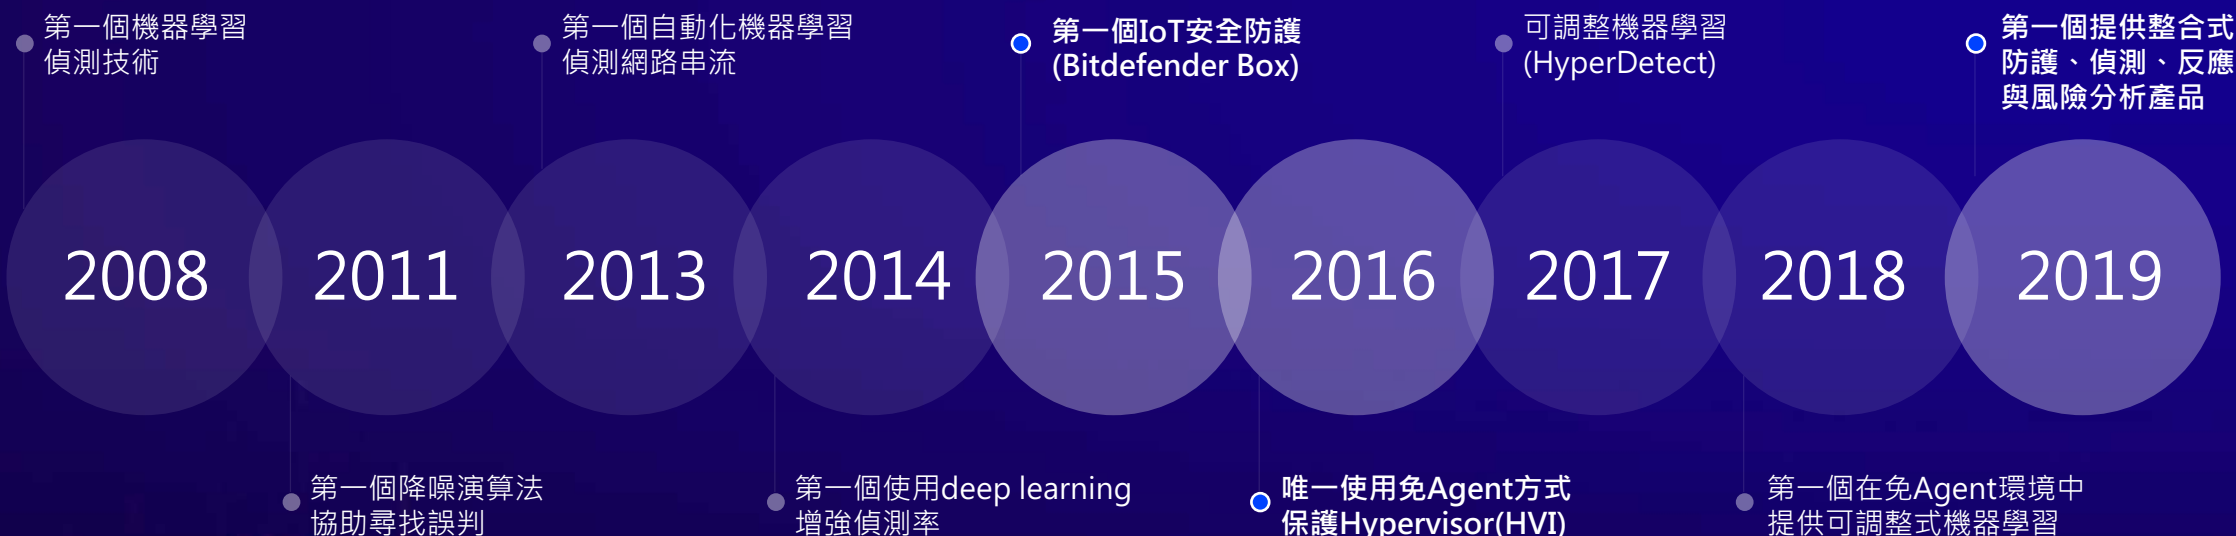 第一個機器學習
偵測技術
第一個自動化機器學習
偵測網路串流
第一個IoT安全防護
(Bitdefender Box)
可調整機器學習
(HyperDetect)
第一個提供整合式
防護、偵測、反應
與風險分析產品
2008
2011
2013
2014
2015
2016
2017
2018
2019
第一個降噪演算法
協助尋找誤判
第一個使用deep learning
增強偵測率
唯一使用免Agent方式
保護Hypervisor(HVI)
第一個在免Agent環境中
提供可調整式機器學習